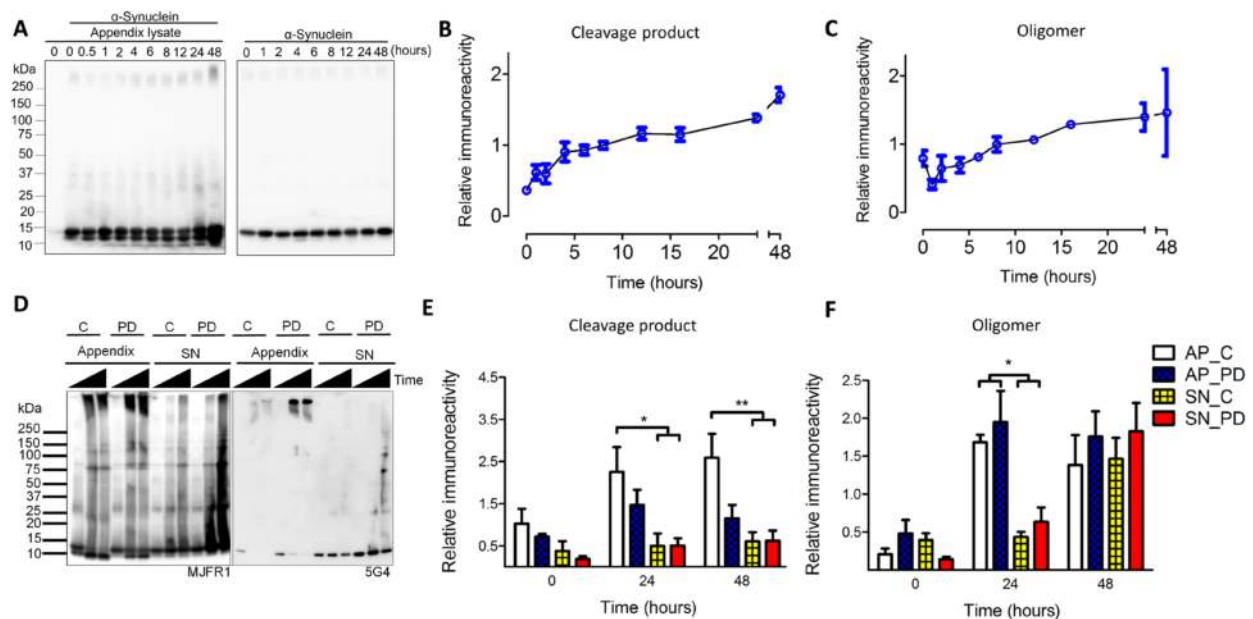 A
α-Synuclein
Appendix lysate
0 0 0.5 1 2 4 6 8 12 24 48 (hours)
α-Synuclein
0 1 2 4 6 8 12 24 48
kDa
250
150
100
75
50
37
25
20
15
10
B
Cleavage product
Relative immunoreactivity
2
1
0
0 5 10 15 20 48
Time (hours)
C
Oligomer
Relative immunoreactivity
2
1
0
0 5 10 15 20 48
Time (hours)
D
C PD C PD C PD C PD
Appendix SN Appendix SN
Time
kDa
250
150
100
75
50
37
25
20
15
10
MJFR1
5G4
E
Cleavage product
Relative immunoreactivity
4.5
3.5
2.5
1.5
0.5
* **
0 24 48
Time (hours)
F
Oligomer
Relative immunoreactivity
2.5
2.0
1.5
1.0
0.5
*
0 24 48
Time (hours)
AP_C
AP_PD
SN_C
SN_PD